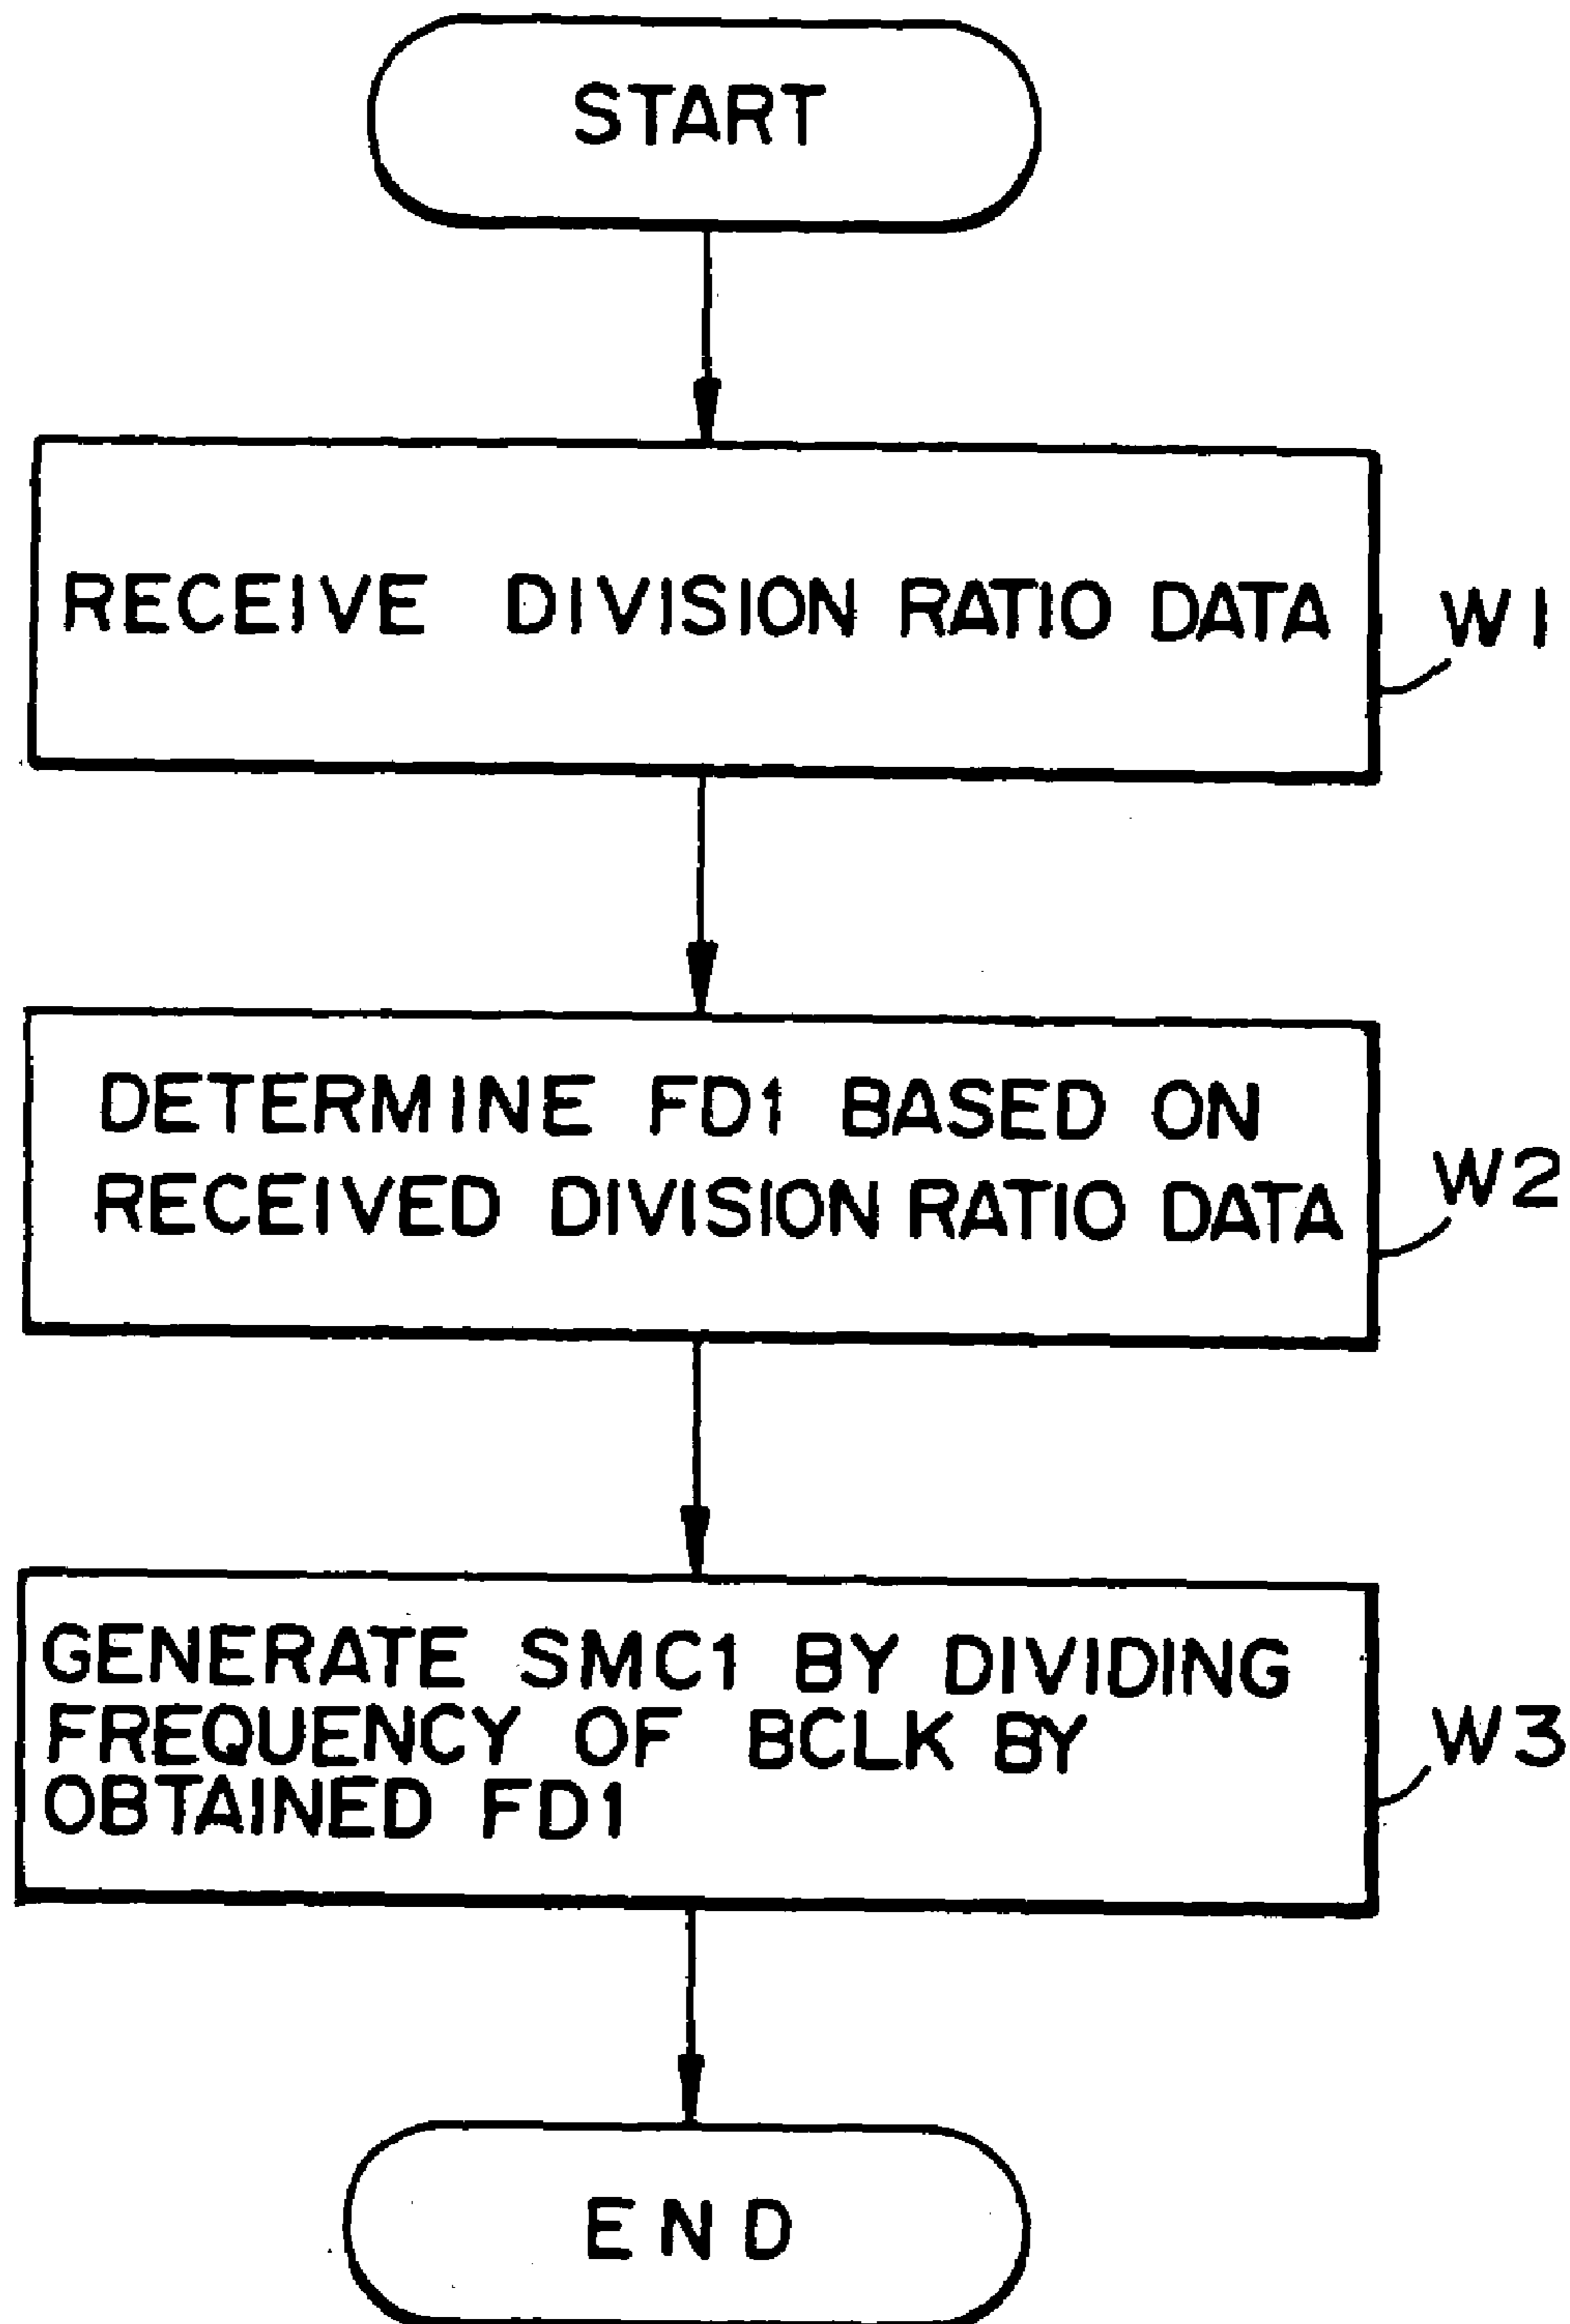 START
RECEIVE DIVISION RATIO DATA
W1
DETERMINE FD1 BASED ON
RECEIVED DIVISION RATIO DATA
W2
GENERATE SMC1 BY DIVIDING
FREQUENCY OF BCLK BY
OBTAINED FD1
W3
END